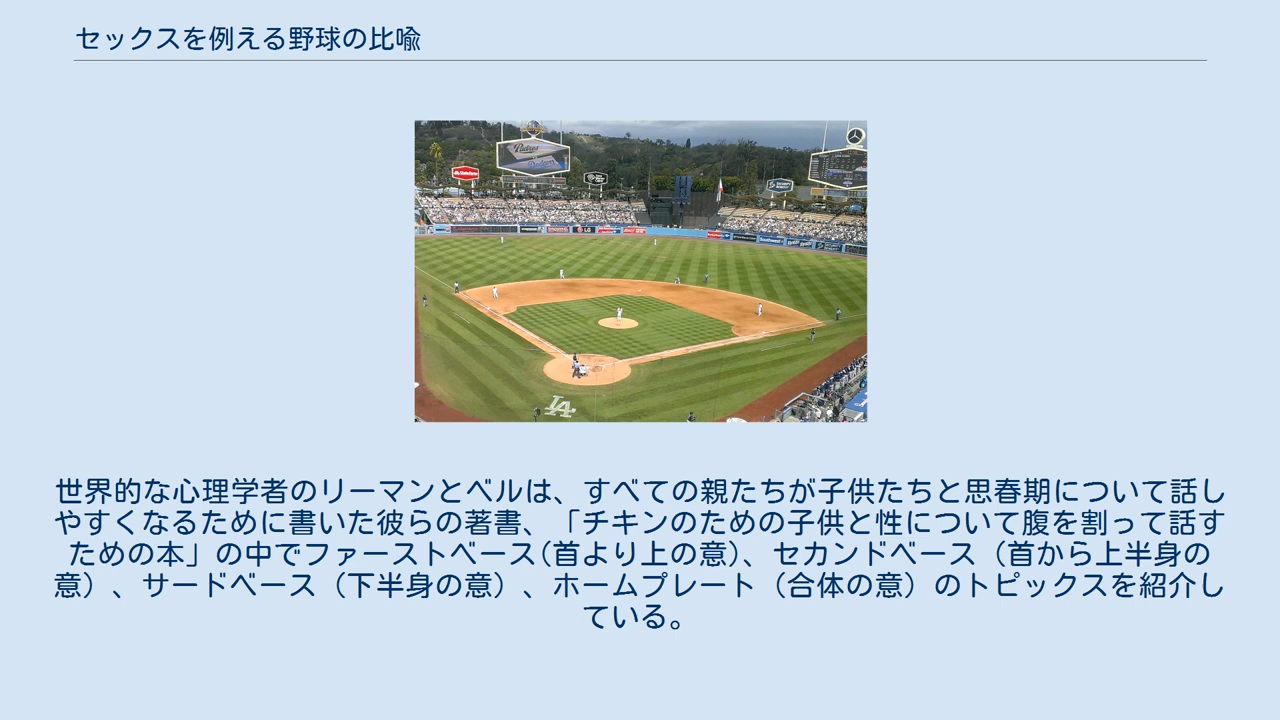 セックスを例える野球の比喩
Padres
Dodgers
StateFarm
LG
Southwest
LA
世界的な心理学者のリーマンとベルは、すべての親たちが子供たちと思春期について話し
やすくなるために書いた彼らの著書、「チキンのための子供と性について腹を割って話す
ための本」の中でファーストベース(首より上の意)、セカンドベース（首から上半身の
意）、サードベース（下半身の意）、ホームプレート（合体の意）のトピックスを紹介し
ている。